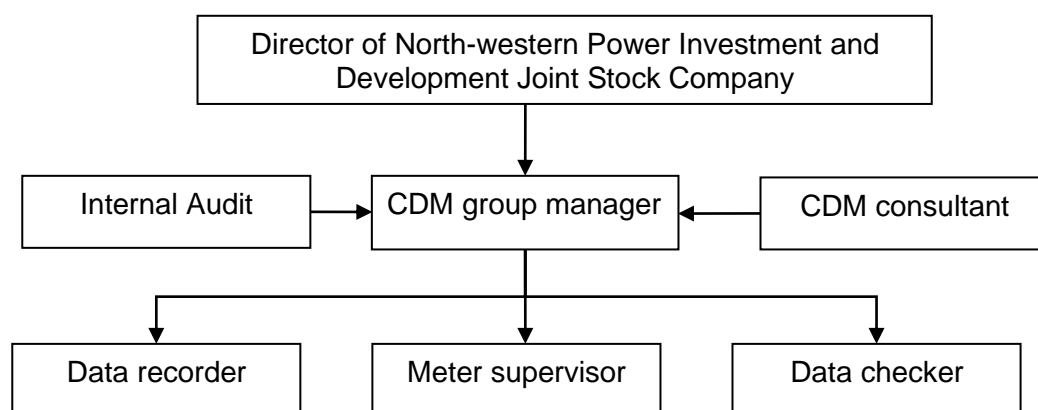 Director of North-western Power Investment and
Development Joint Stock Company
Internal Audit
CDM group manager
CDM consultant
Data recorder
Meter supervisor
Data checker